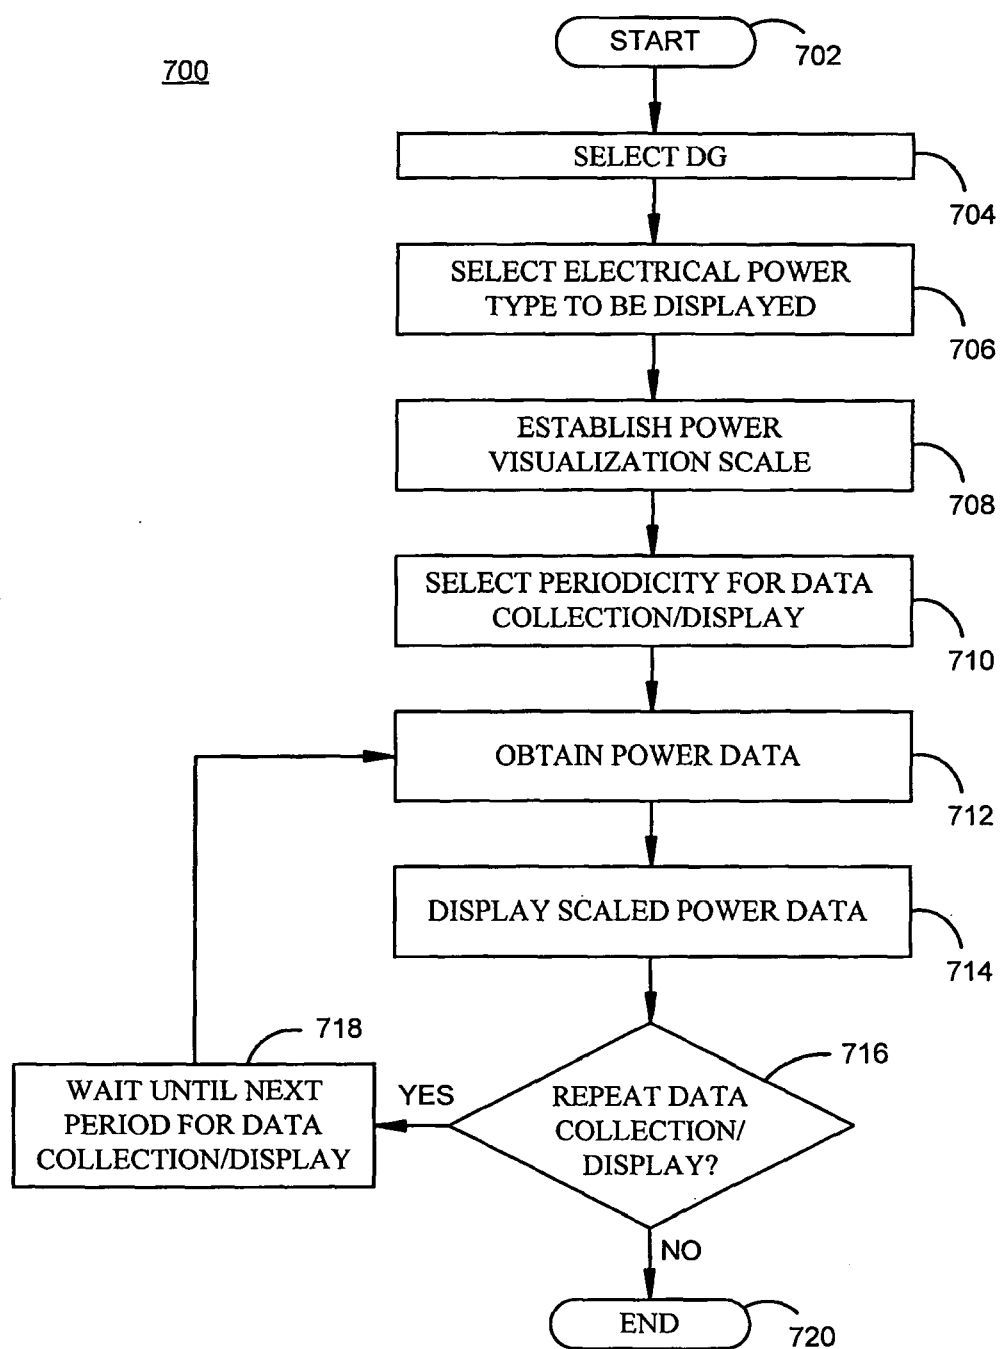 START
702
700
SELECT DG
704
SELECT ELECTRICAL POWER
TYPE TO BE DISPLAYED
706
ESTABLISH POWER
VISUALIZATION SCALE
708
SELECT PERIODICITY FOR DATA
COLLECTION/DISPLAY
710
OBTAIN POWER DATA
712
DISPLAY SCALED POWER DATA
714
718
WAIT UNTIL NEXT
PERIOD FOR DATA
COLLECTION/DISPLAY
YES
716
REPEAT DATA
COLLECTION/
DISPLAY?
NO
END
720